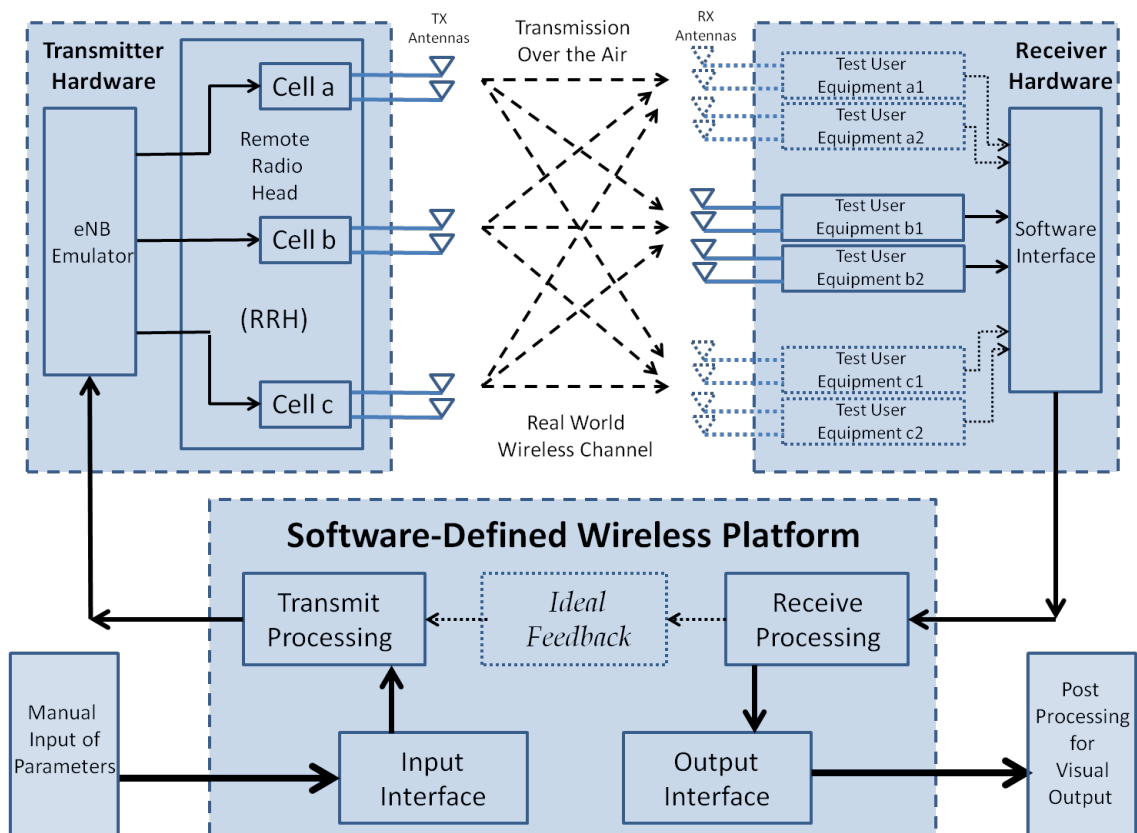 Transmitter
Hardware
eNB
Emulator
Cell a
Remote
Radio
Head
Cell b
(RRH)
Cell c
TX
Antennas
Transmission
Over the Air
Real World
Wireless Channel
RX
Antennas
Test User
Equipment a1
Test User
Equipment a2
Test User
Equipment b1
Test User
Equipment b2
Test User
Equipment c1
Test User
Equipment c2
Receiver
Hardware
Software
Interface
Software-Defined Wireless Platform
Transmit
Processing
Ideal
Feedback
Receive
Processing
Manual
Input of
Parameters
Input
Interface
Output
Interface
Post
Processing
for
Visual
Output